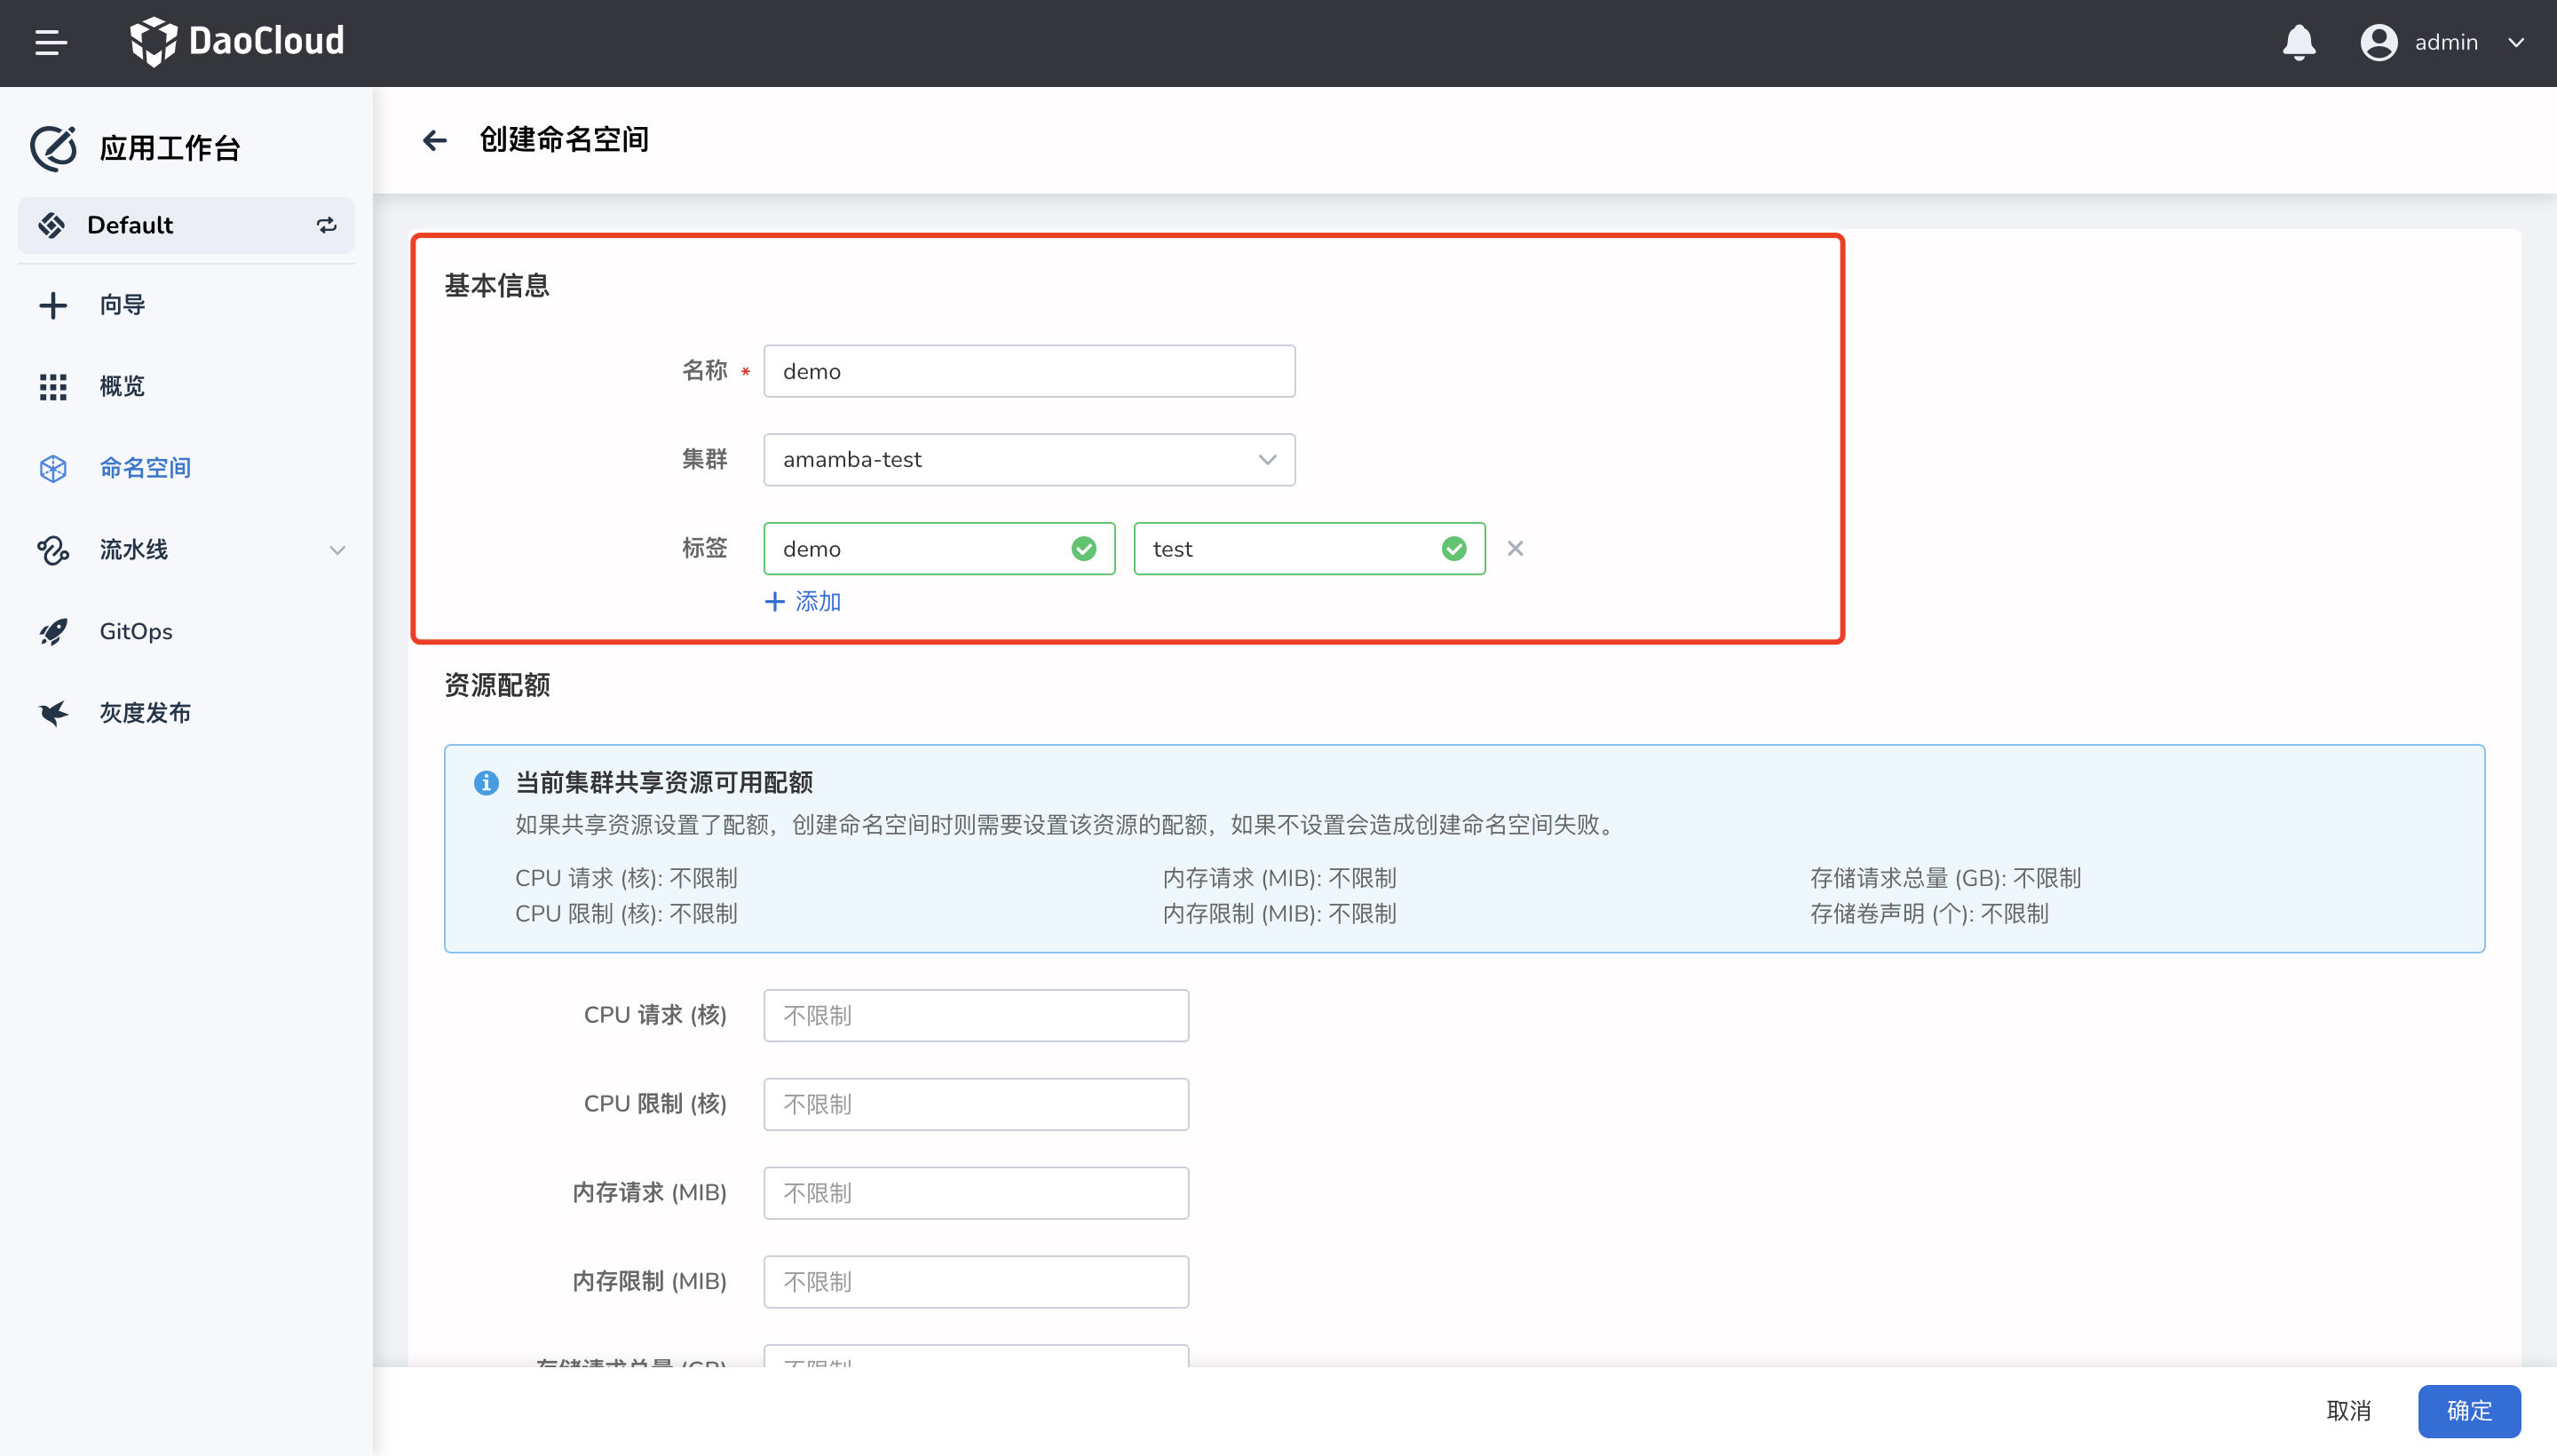 DaoCloud
admin
应用工作台
Default
向导
概览
命名空间
流水线
GitOps
灰度发布
创建命名空间
基本信息
名称 * demo
集群 amamba-test
标签 demo test
添加
资源配额
当前集群共享资源可用配额
如果共享资源设置了配额，创建命名空间时则需要设置该资源的配额，如果不设置会造成创建命名空间失败。
CPU 请求 (核): 不限制 内存请求 (MIB): 不限制 存储请求总量 (GB): 不限制
CPU 限制 (核): 不限制 内存限制 (MIB): 不限制 存储卷声明 (个): 不限制
CPU 请求 (核) 不限制
CPU 限制 (核) 不限制
内存请求 (MIB) 不限制
内存限制 (MIB) 不限制
存储请求总量 (GB) 不限制
取消 确定